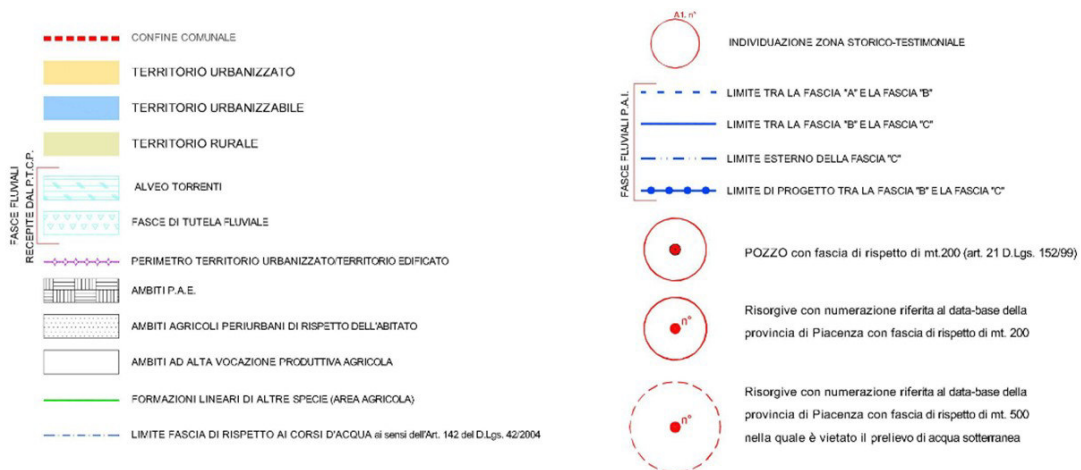 CONFINE COMUNALE
TERRITORIO URBANIZZATO
TERRITORIO URBANIZZABILE
TERRITORIO RURALE
FASCE FLUVIALI
RECEPITE DAL P.T.C.P.
ALVEO TORRENTI
FASCE DI TUTELA FLUVIALE
PERIMETRO TERRITORIO URBANIZZATO/TERRITORIO EDIFICATO
AMBITI P.A.E.
AMBITI AGRICOLI PERIURBANI DI RISPETTO DELL'ABITATO
AMBITI AD ALTA VOCAZIONE PRODUTTIVA AGRICOLA
FORMAZIONI LINEARI DI ALTRE SPECIE (AREA AGRICOLA)
LIMITE FASCIA DI RISPETTO AI CORSI D'ACQUA ai sensi dell'Art. 142 del D.Lgs. 42/2004
A1. n°
INDIVIDUAZIONE ZONA STORICO-TESTIMONIALE
FASCE FLUVIALI P.A.I.
LIMITE TRA LA FASCIA "A" E LA FASCIA "B"
LIMITE TRA LA FASCIA "B" E LA FASCIA "C"
LIMITE ESTERNO DELLA FASCIA "C"
LIMITE DI PROGETTO TRA LA FASCIA "B" E LA FASCIA "C"
POZZO con fascia di rispetto di mt.200 (art. 21 D.Lgs. 152/99)
n°
Risorgive con numerazione riferita al data-base della
provincia di Piacenza con fascia di rispetto di mt. 200
n°
Risorgive con numerazione riferita al data-base della
provincia di Piacenza con fascia di rispetto di mt. 500
nella quale è vietato il prelievo di acqua sotterranea